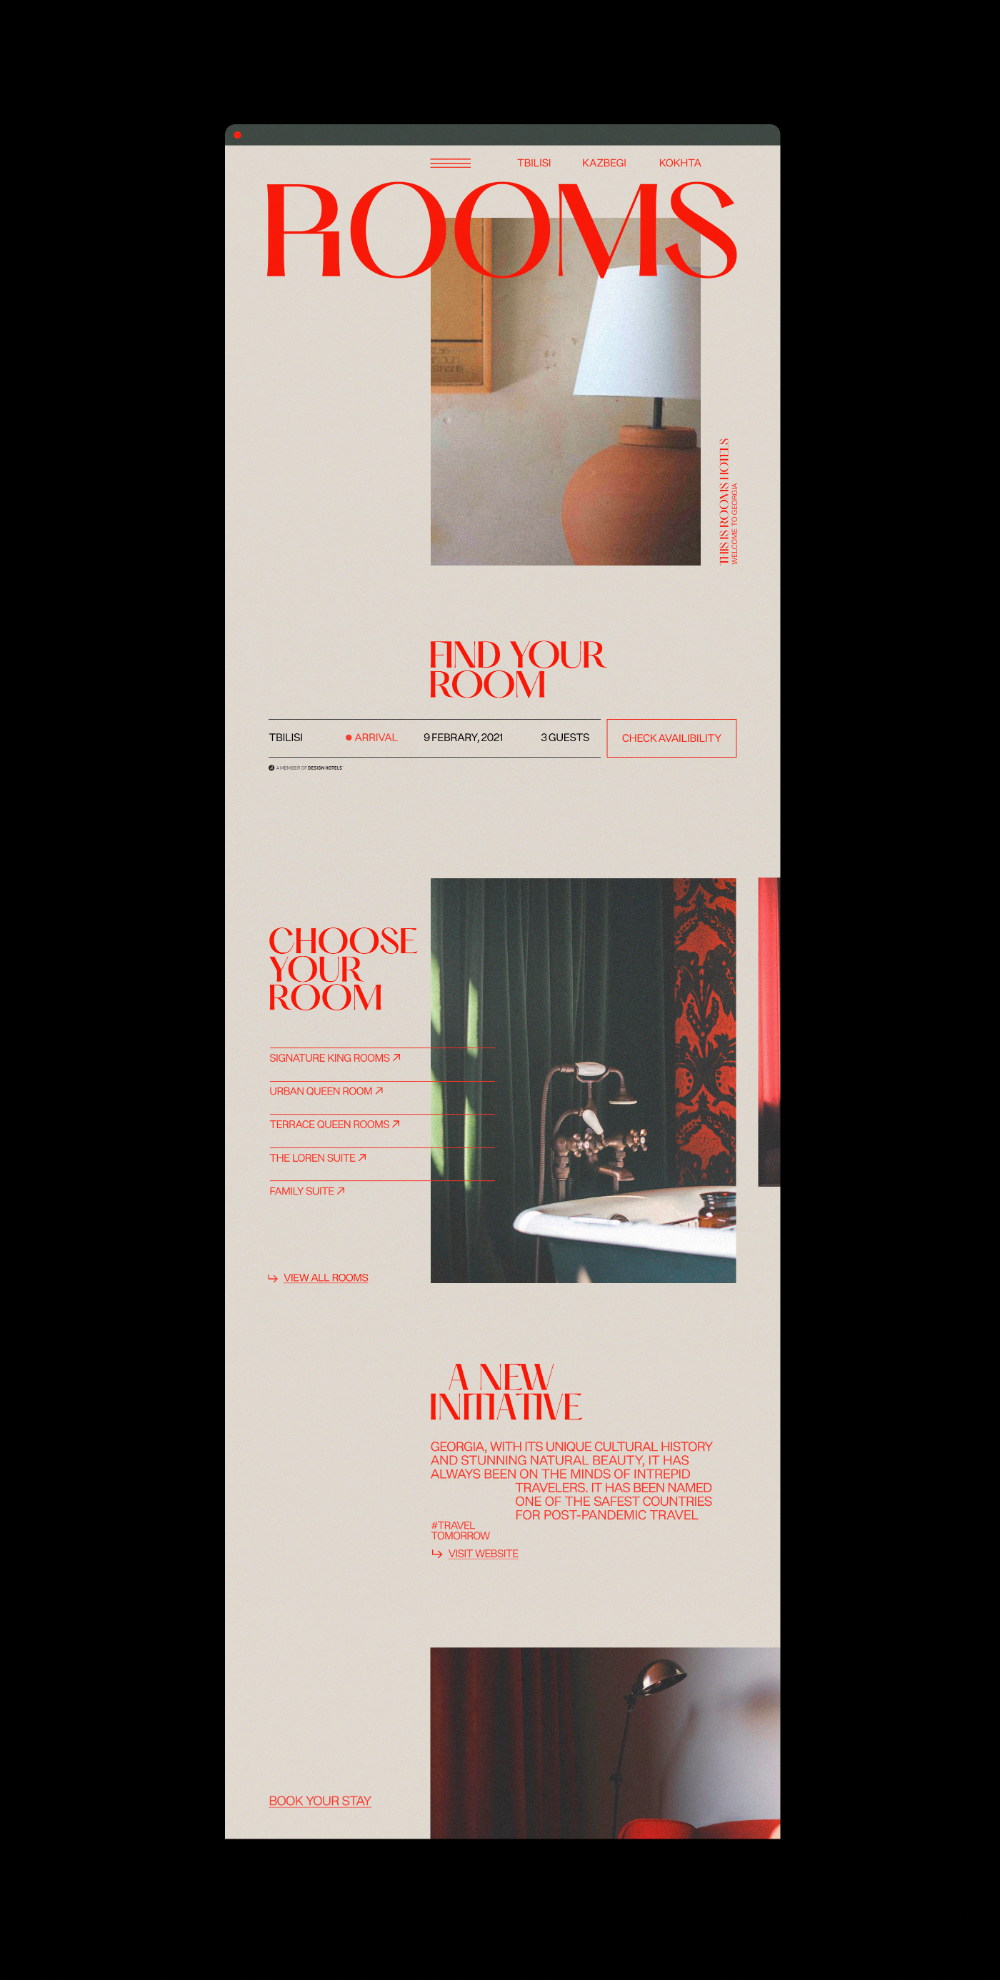 TBILISI KAZBEGI KOKHTA
ROOMS
THIS IS ROOMS HOTELS
WELCOME TO GEORGIA
FIND YOUR
ROOM
TBILISI ARRIVAL 9 FEBRARY, 2021 3 GUESTS CHECK AVAILIBILITY
A MEMBER OF DESIGN HOTELS
CHOOSE
YOUR
ROOM
SIGNATURE KING ROOMS ↗
URBAN QUEEN ROOM ↗
TERRACE QUEEN ROOMS ↗
THE LOREN SUITE ↗
FAMILY SUITE ↗
↳ VIEW ALL ROOMS
A NEW
INITIATIVE
GEORGIA, WITH ITS UNIQUE CULTURAL HISTORY
AND STUNNING NATURAL BEAUTY, IT HAS
ALWAYS BEEN ON THE MINDS OF INTREPID
TRAVELERS. IT HAS BEEN NAMED
ONE OF THE SAFEST COUNTRIES
FOR POST-PANDEMIC TRAVEL
#TRAVEL
TOMORROW
↳ VISIT WEBSITE
BOOK YOUR STAY